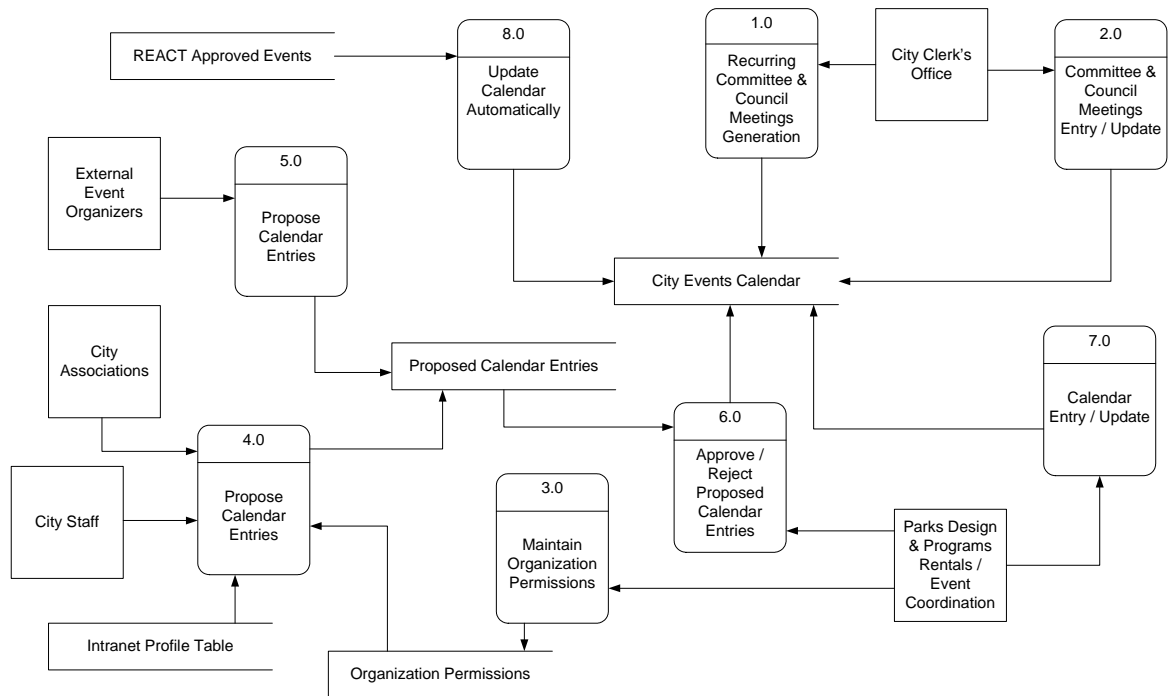 REACT Approved Events
8.0
Update
Calendar
Automatically
1.0
Recurring
Committee &
Council
Meetings
Generation
City Clerk's
Office
2.0
Committee &
Council
Meetings
Entry / Update
External
Event
Organizers
5.0
Propose
Calendar
Entries
City Events Calendar
City
Associations
Proposed Calendar Entries
7.0
Calendar
Entry / Update
4.0
Propose
Calendar
Entries
6.0
Approve /
Reject
Proposed
Calendar
Entries
City Staff
3.0
Maintain
Organization
Permissions
Parks Design
& Programs
Rentals /
Event
Coordination
Intranet Profile Table
Organization Permissions